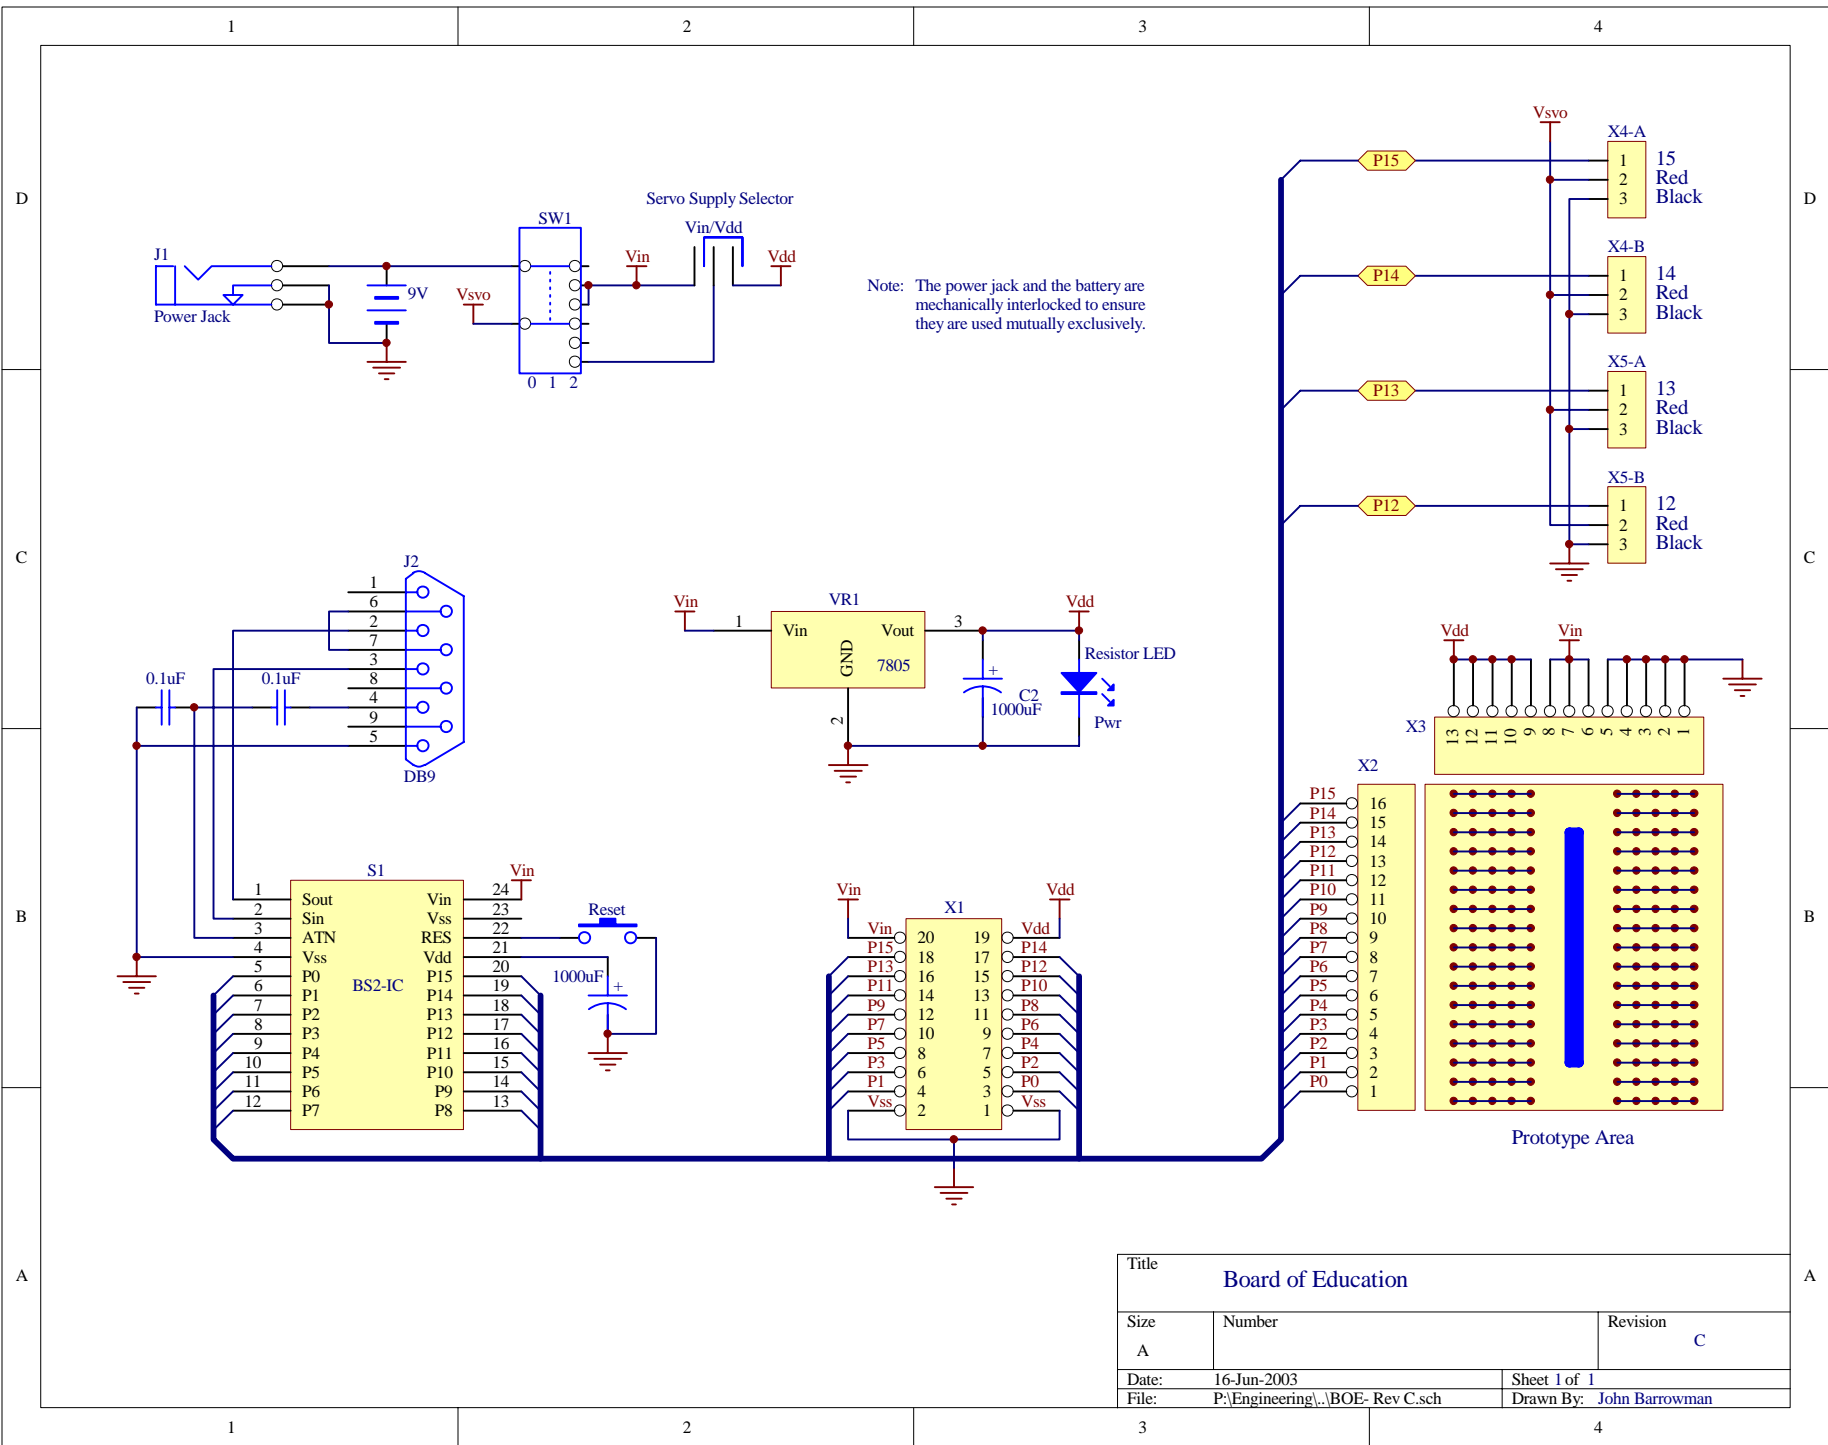 1 2 3 4
D
C
B
A
D
C
B
A
1 2 3 4
J1
Power Jack
9V
Vsvo
SW1
0 1 2
Vin
Servo Supply Selector
Vin/Vdd
Vdd
Note: The power jack and the battery are
mechanically interlocked to ensure
they are used mutually exclusively.
Vsvo
P15
X4-A
1 15
2 Red
3 Black
P14
X4-B
1 14
2 Red
3 Black
P13
X5-A
1 13
2 Red
3 Black
P12
X5-B
1 12
2 Red
3 Black
J2
1
6
2
7
3
8
4
9
5
DB9
0.1uF
0.1uF
Vin
1
VR1
Vin Vout
GND
7805
2
3
Vdd
+
C2
1000uF
Resistor LED
Pwr
Vdd
Vin
X3
13 12 11 10 9 8 7 6 5 4 3 2 1
X2
P15 16
P14 15
P13 14
P12 13
P11 12
P10 11
P9 10
P8 9
P7 8
P6 7
P5 6
P4 5
P3 4
P2 3
P1 2
P0 1
Prototype Area
S1
BS2-IC
Vin
1 Sout Vin 24
2 Sin Vss 23
3 ATN RES 22
4 Vss Vdd 21
5 P0 P15 20
6 P1 P14 19
7 P2 P13 18
8 P3 P12 17
9 P4 P11 16
10 P5 P10 15
11 P6 P9 14
12 P7 P8 13
Reset
1000uF
+
Vin
Vdd
X1
Vin 20 19 Vdd
P15 18 17 P14
P13 16 15 P12
P11 14 13 P10
P9 12 11 P8
P7 10 9 P6
P5 8 7 P4
P3 6 5 P2
P1 4 3 P0
Vss 2 1 Vss
Title
Board of Education
Size
A
Number
Revision
C
Date: 16-Jun-2003
Sheet 1 of 1
File: P:\Engineering\..\BOE- Rev C.sch
Drawn By: John Barrowman